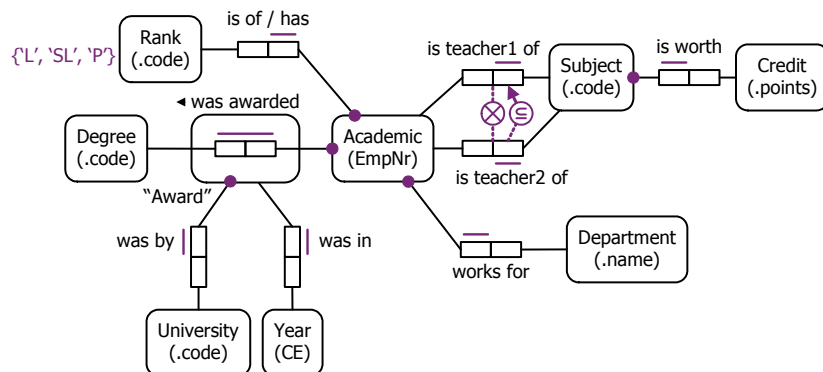 is of / has
{'L', 'SL', 'P'}
Rank
(.code)
is teacher1 of
Subject
(.code)
is worth
Credit
(.points)
◄ was awarded
Degree
(.code)
Academic
(EmpNr)
is teacher2 of
"Award"
was by
was in
works for
Department
(.name)
University
(.code)
Year
(CE)